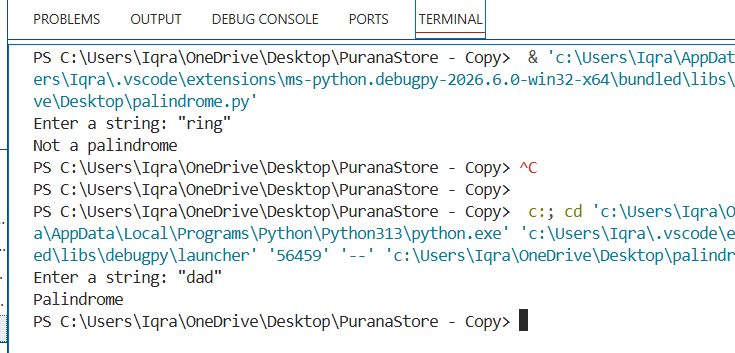 PROBLEMS OUTPUT DEBUG CONSOLE PORTS TERMINAL
PS C:\Users\Iqra\OneDrive\Desktop\PuranaStore - Copy>  & 'c:\Users\Iqra\AppDat
ers\Iqra\.vscode\extensions\ms-python.debugpy-2026.6.0-win32-x64\bundled\libs\
ve\Desktop\palindrome.py'
Enter a string: "ring"
Not a palindrome
PS C:\Users\Iqra\OneDrive\Desktop\PuranaStore - Copy> ^C
PS C:\Users\Iqra\OneDrive\Desktop\PuranaStore - Copy>
PS C:\Users\Iqra\OneDrive\Desktop\PuranaStore - Copy>  c:; cd 'c:\Users\Iqra\O
a\AppData\Local\Programs\Python\Python313\python.exe' 'c:\Users\Iqra\.vscode\e
ed\libs\debugpy\launcher' '56459' '--' 'c:\Users\Iqra\OneDrive\Desktop\palindr
Enter a string: "dad"
Palindrome
PS C:\Users\Iqra\OneDrive\Desktop\PuranaStore - Copy>